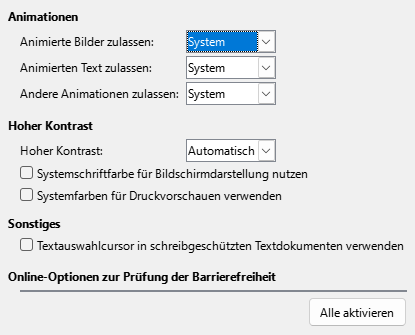 Animationen
Animierte Bilder zulassen: System
Animierten Text zulassen: System
Andere Animationen zulassen: System
Hoher Kontrast
Hoher Kontrast: Automatisch
Systemschriftfarbe für Bildschirmdarstellung nutzen
Systemfarben für Druckvorschauen verwenden
Sonstiges
Textauswahlcursor in schreibgeschützten Textdokumenten verwenden
Online-Optionen zur Prüfung der Barrierefreiheit
Alle aktivieren